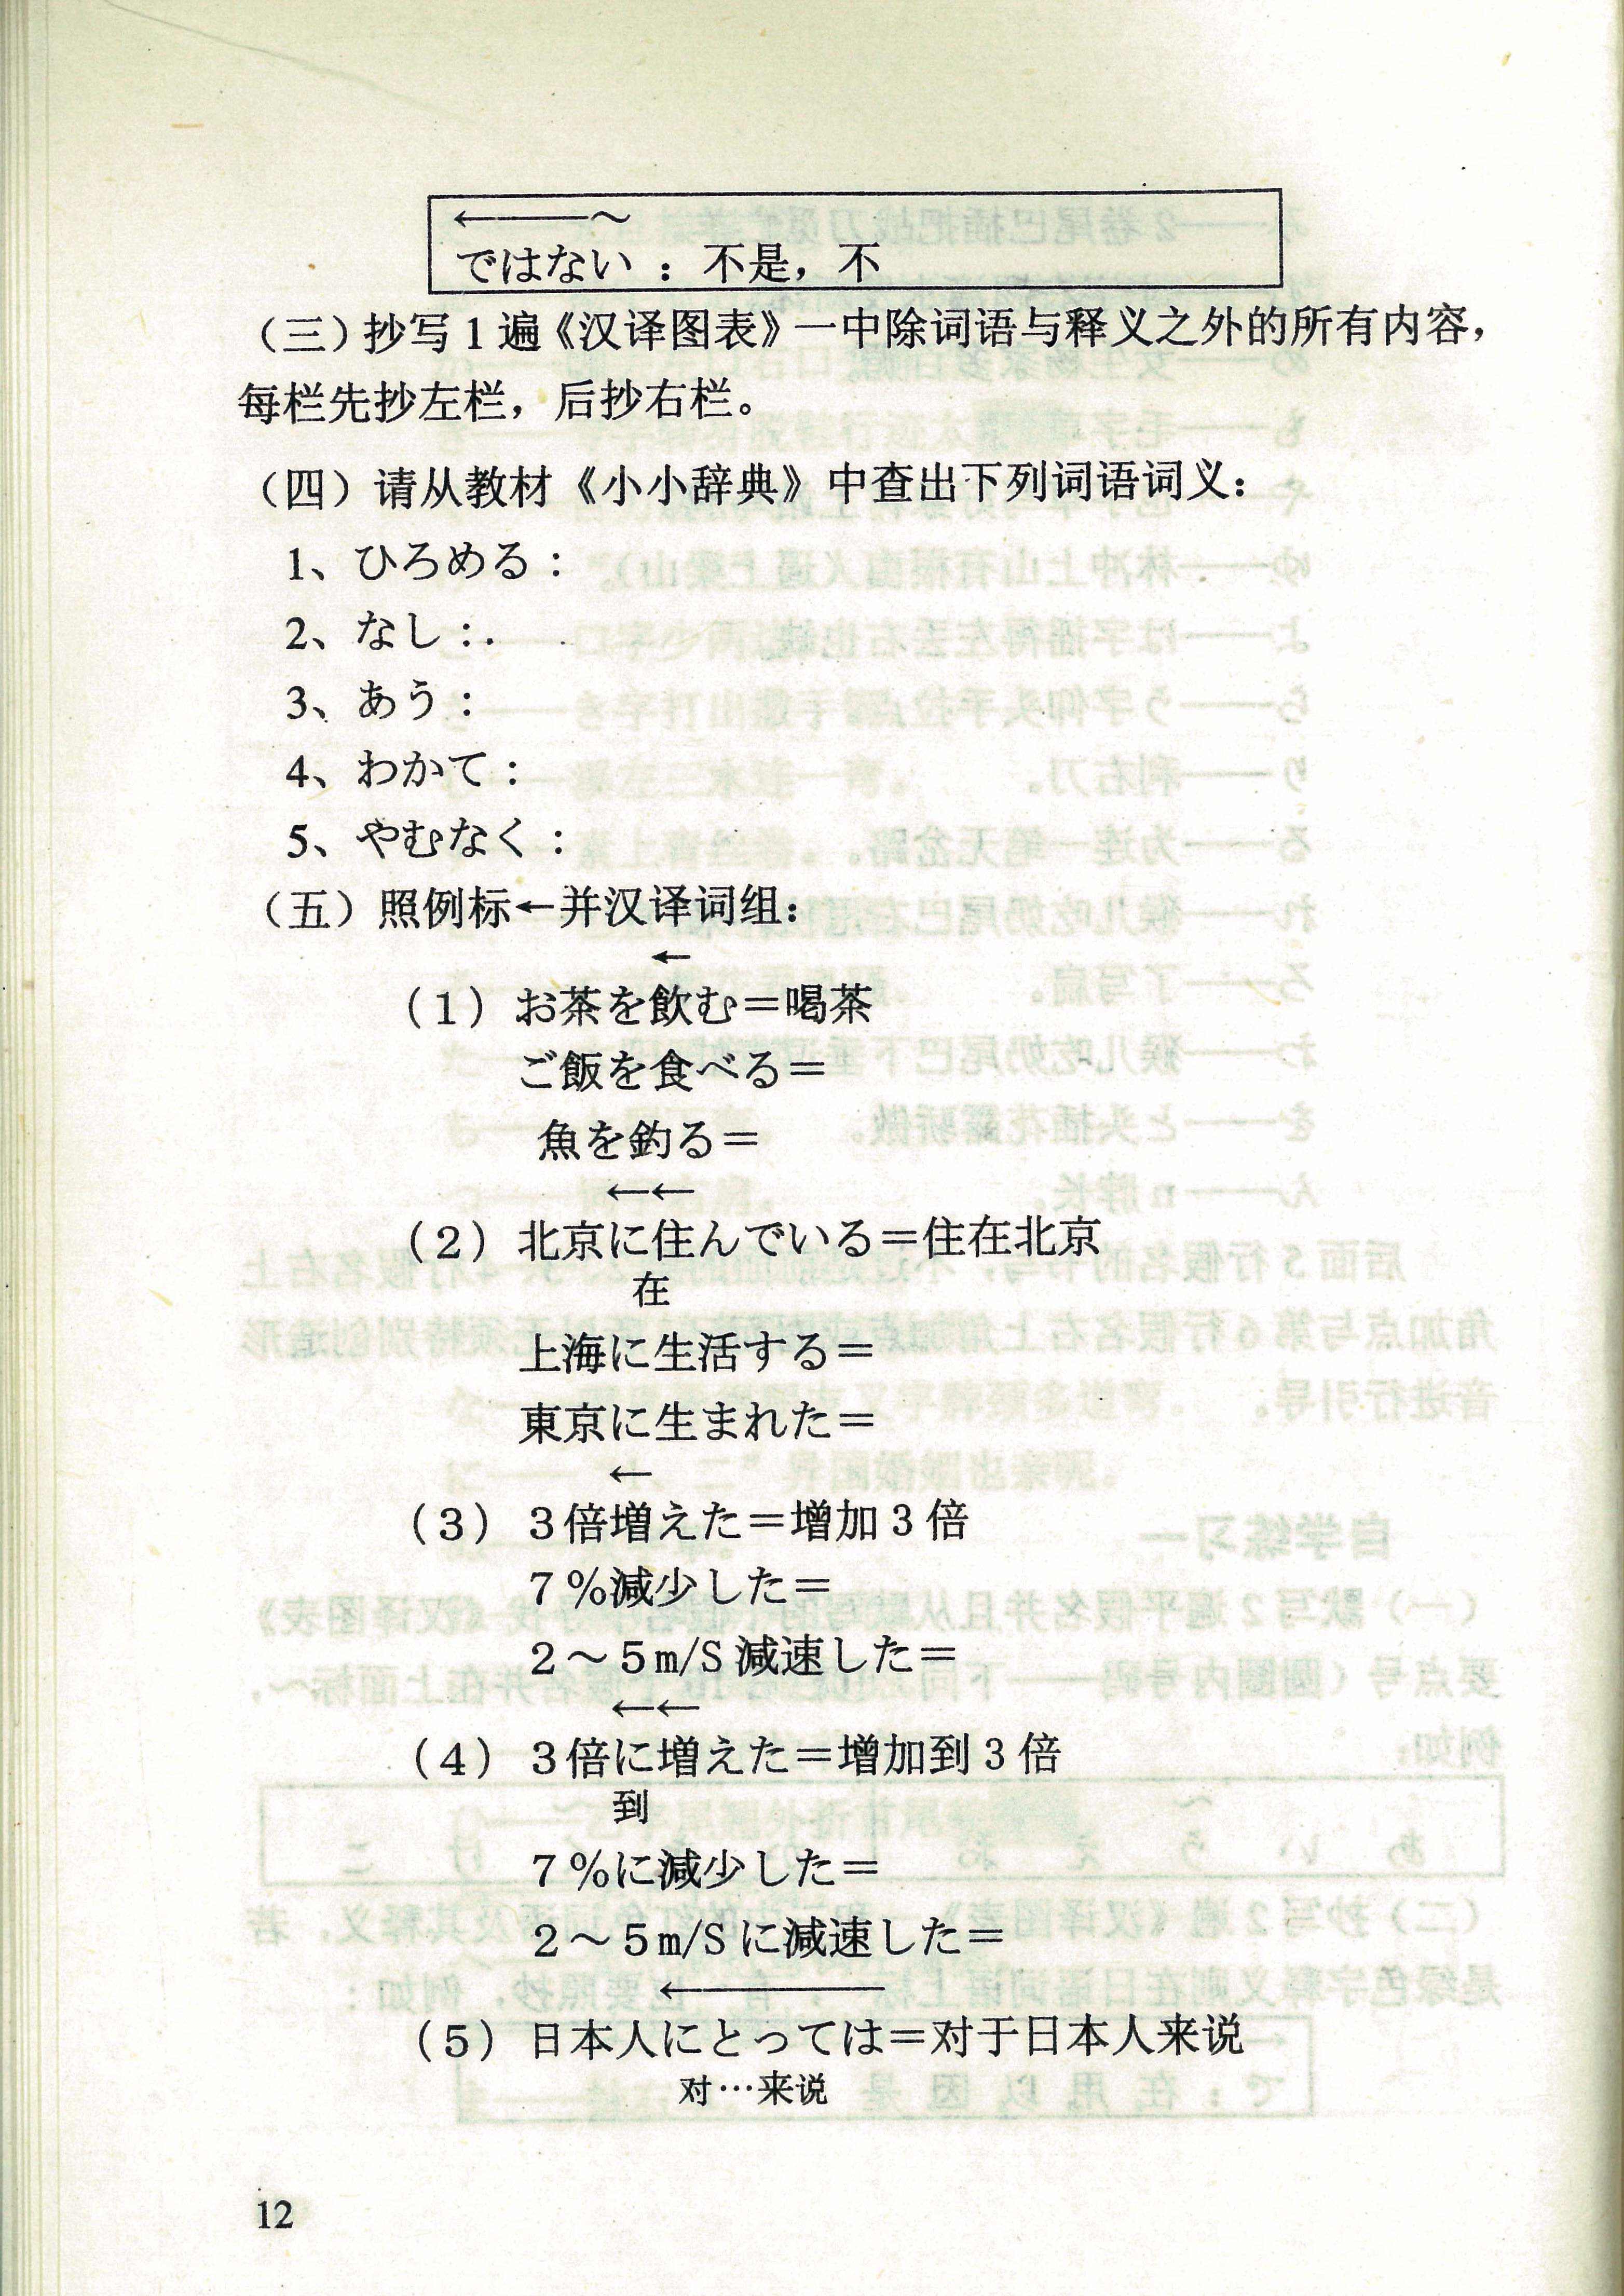 ←——～
ではない：不是，不
（三）抄写1遍《汉译图表》一中除词语与释义之外的所有内容，
每栏先抄左栏，后抄右栏。
（四）请从教材《小小辞典》中查出下列词语词义：
1、ひろめる：
2、なし：.
3、あう：
4、わかて：
5、やむなく：
（五）照例标←并汉译词组：
←
（1）お茶を飲む＝喝茶
ご飯を食べる＝
魚を釣る＝
←←
（2）北京に住んでいる＝住在北京
在
上海に生活する＝
東京に生まれた＝
←
（3）3倍増えた＝增加3倍
7％減少した＝
2～5m/S減速した＝
←←
（4）3倍に増えた＝增加到3倍
到
7％に減少した＝
2～5m/Sに減速した＝
←——
（5）日本人にとっては＝对于日本人来说
对…来说
12